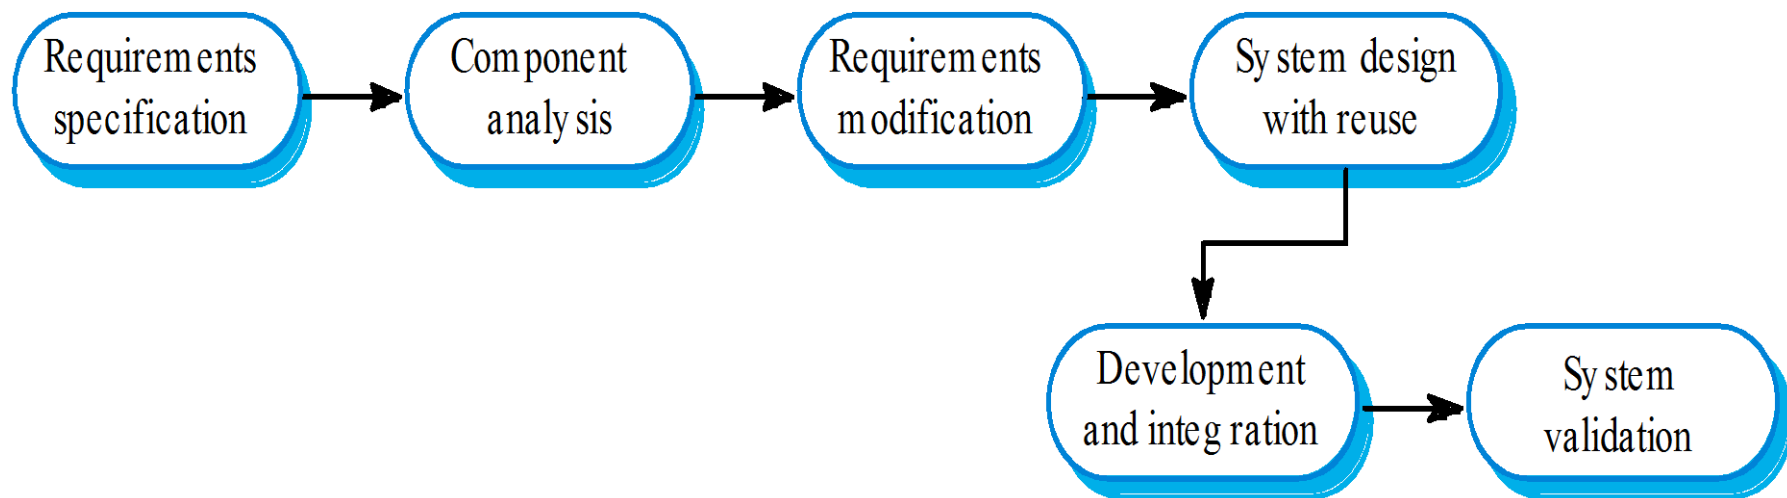 Requirements
specification
Component
analysis
Requirements
modification
System design
with reuse
Development
and integration
System
validation